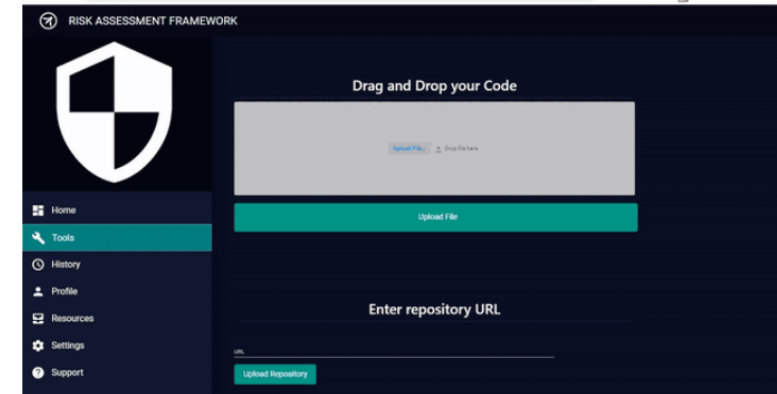 RISK ASSESSMENT FRAMEWORK
Drag and Drop your Code
Upload File... Drop file here
Upload File
Home
Tools
History
Profile
Resources
Settings
Support
Enter repository URL
URL
Upload Repository